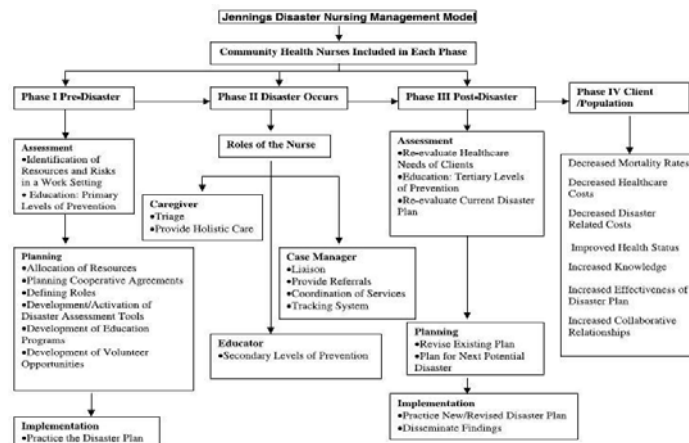 Jennings Disaster Nursing Management Model
Community Health Nurses Included in Each Phase
Phase I Pre-Disaster
Phase II Disaster Occurs
Phase III Post-Disaster
Phase IV Client
/Population
Assessment
•Identification of
Resources and Risks
in a Work Setting
• Education: Primary
Levels of Prevention
Planning
•Allocation of Resources
•Planning Cooperative Agreements
•Defining Roles
•Development/Activation of
Disaster Assessment Tools
•Development of Education
Programs
•Development of Volunteer
Opportunities
Implementation
•Practice the Disaster Plan
Roles of the Nurse
Caregiver
•Triage
•Provide Holistic Care
Case Manager
•Liaison
•Provide Referrals
•Coordination of Services
•Tracking System
Educator
•Secondary Levels of Prevention
Assessment
•Re-evaluate Healthcare
Needs of Clients
•Education: Tertiary Levels of
Prevention
•Re-evaluate Current Disaster
Plan
Planning
•Revise Existing Plan
•Plan for Next Potential
Disaster
Implementation
•Practice New/Revised Disaster Plan
•Disseminate Findings
Decreased Mortality Rates
Decreased Healthcare
Costs
Decreased Disaster
Related Costs
Improved Health Status
Increased Knowledge
Increased Effectiveness of
Disaster Plan
Increased Collaborative
Relationships